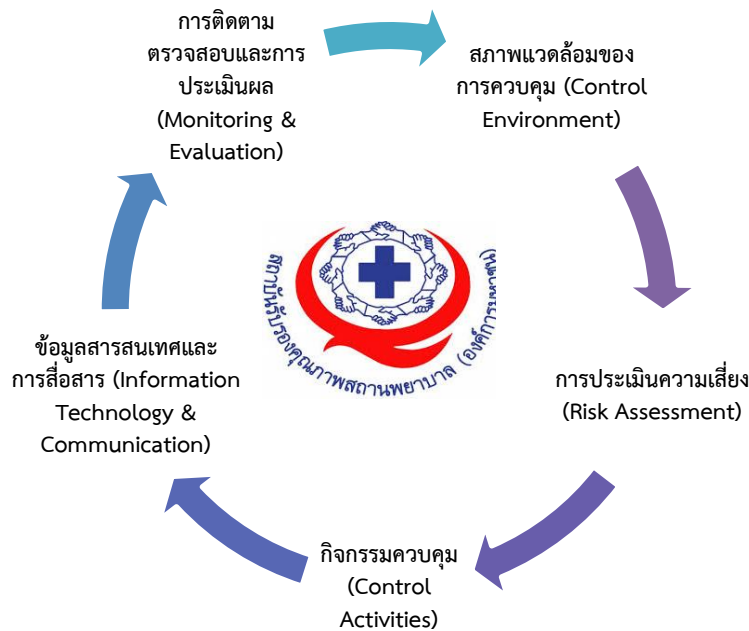 การติดตาม
ตรวจสอบและการ
ประเมินผล
(Monitoring &
Evaluation)
สภาพแวดล้อมของ
การควบคุม (Control
Environment)
การประเมินความเสี่ยง
(Risk Assessment)
กิจกรรมควบคุม
(Control
Activities)
ข้อมูลสารสนเทศและ
การสื่อสาร (Information
Technology &
Communication)
สถาบันรับรองคุณภาพสถานพยาบาล (องค์การมหาชน)